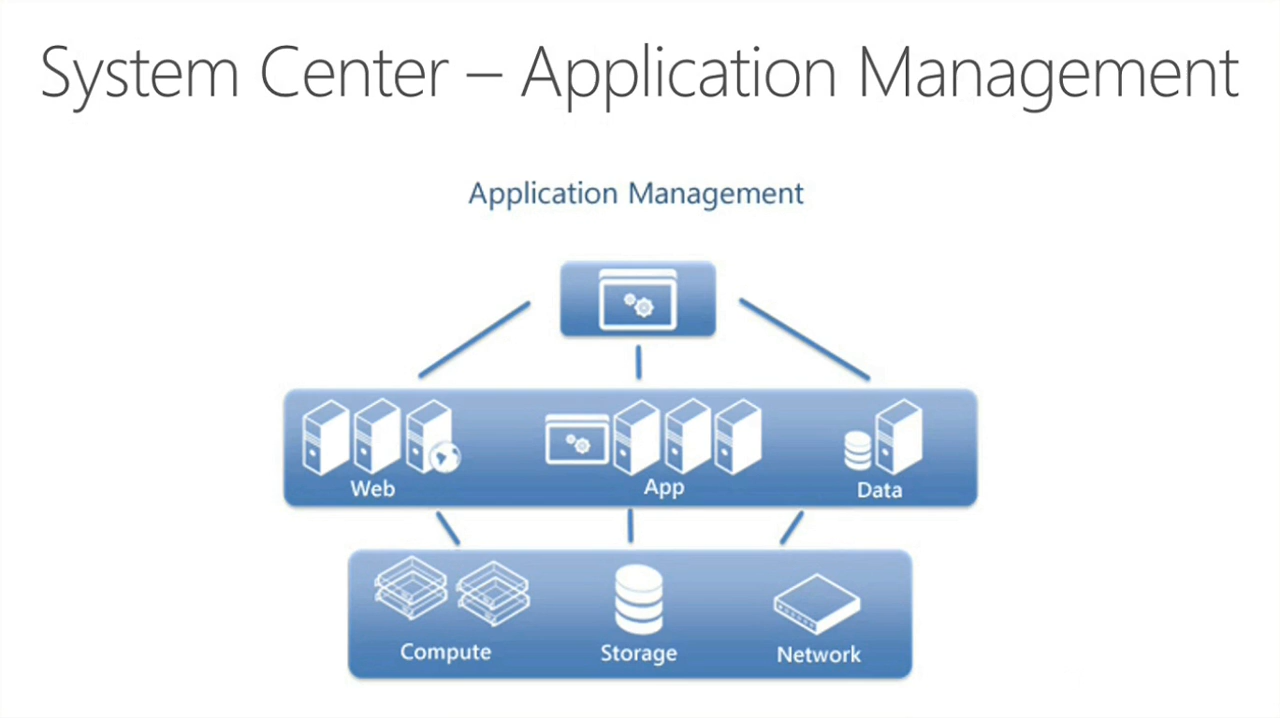 System Center – Application Management
Application Management
Web App Data
Compute Storage Network